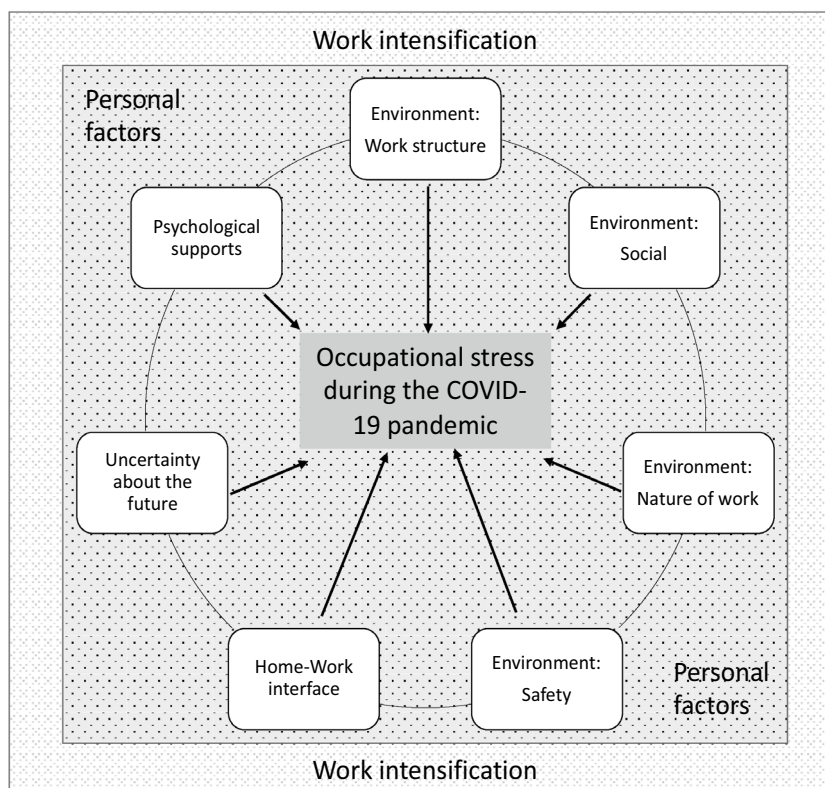 Work intensification
Personal
factors
Environment:
Work structure
Psychological
supports
Environment:
Social
Occupational stress
during the COVID-
19 pandemic
Uncertainty
about the
future
Environment:
Nature of work
Home-Work
interface
Environment:
Safety
Personal
factors
Work intensification